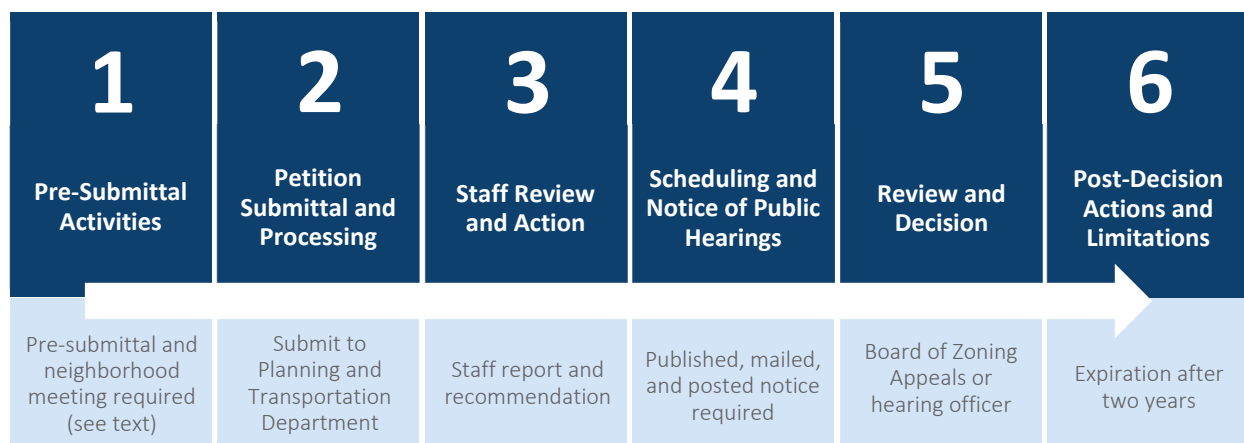 1
Pre-Submittal
Activities
Pre-submittal and
neighborhood
meeting required
(see text)
2
Petition
Submittal and
Processing
Submit to
Planning and
Transportation
Department
3
Staff Review
and Action
Staff report and
recommendation
4
Scheduling and
Notice of Public
Hearings
Published, mailed,
and posted notice
required
5
Review and
Decision
Board of Zoning
Appeals or
hearing officer
6
Post-Decision
Actions and
Limitations
Expiration after
two years